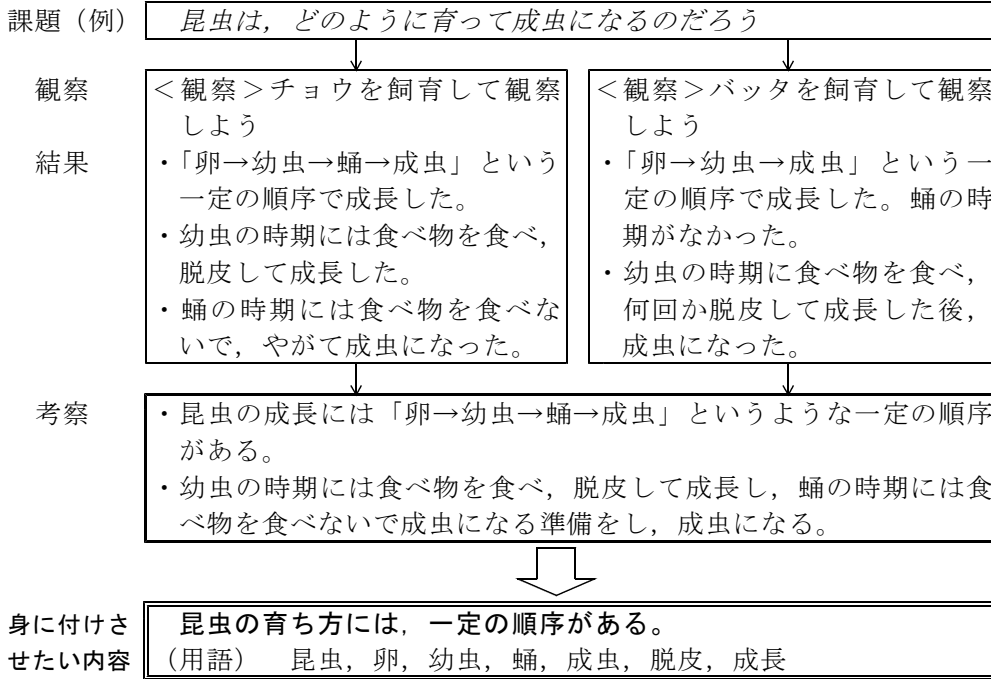 課題（例） 昆虫は，どのように育って成虫になるのだろう
観察
＜観察＞チョウを飼育して観察
しよう
結果
・「卵→幼虫→蛹→成虫」という
一定の順序で成長した。
・幼虫の時期には食べ物を食べ，
脱皮して成長した。
・蛹の時期には食べ物を食べな
いで，やがて成虫になった。
＜観察＞バッタを飼育して観察
しよう
・「卵→幼虫→成虫」という一
定の順序で成長した。蛹の時
期がなかった。
・幼虫の時期に食べ物を食べ，
何回か脱皮して成長した後，
成虫になった。
考察
・昆虫の成長には「卵→幼虫→蛹→成虫」というような一定の順序
がある。
・幼虫の時期には食べ物を食べ，脱皮して成長し，蛹の時期には食
べ物を食べないで成虫になる準備をし，成虫になる。
身に付けさ
せたい内容
昆虫の育ち方には，一定の順序がある。
（用語） 昆虫，卵，幼虫，蛹，成虫，脱皮，成長